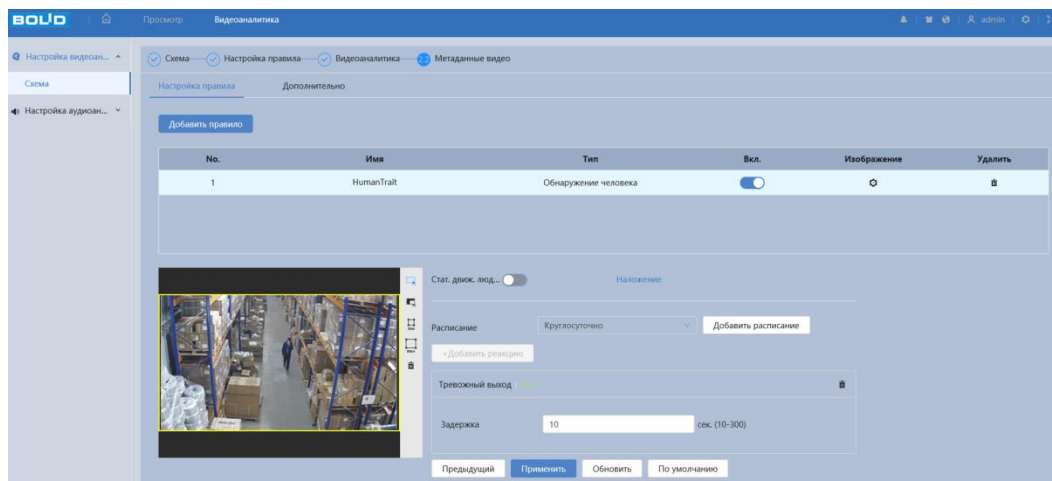 BOLID Просмотр Видеоаналитика admin
Настройка видеоан... Схема Настройка правила Видеоаналитика 2.2 Метаданные видео
Схема Настройка правила Дополнительно
Настройка аудиоан...
Добавить правило
No. Имя Тип Вкл. Изображение Удалить
1 HumanTrait Обнаружение человека
Стат. движ. люд... Наложение
Расписание Круглосуточно Добавить расписание
+Добавить реакцию
Тревожный выход
Задержка 10 сек. (10-300)
Предыдущий Применить Обновить По умолчанию